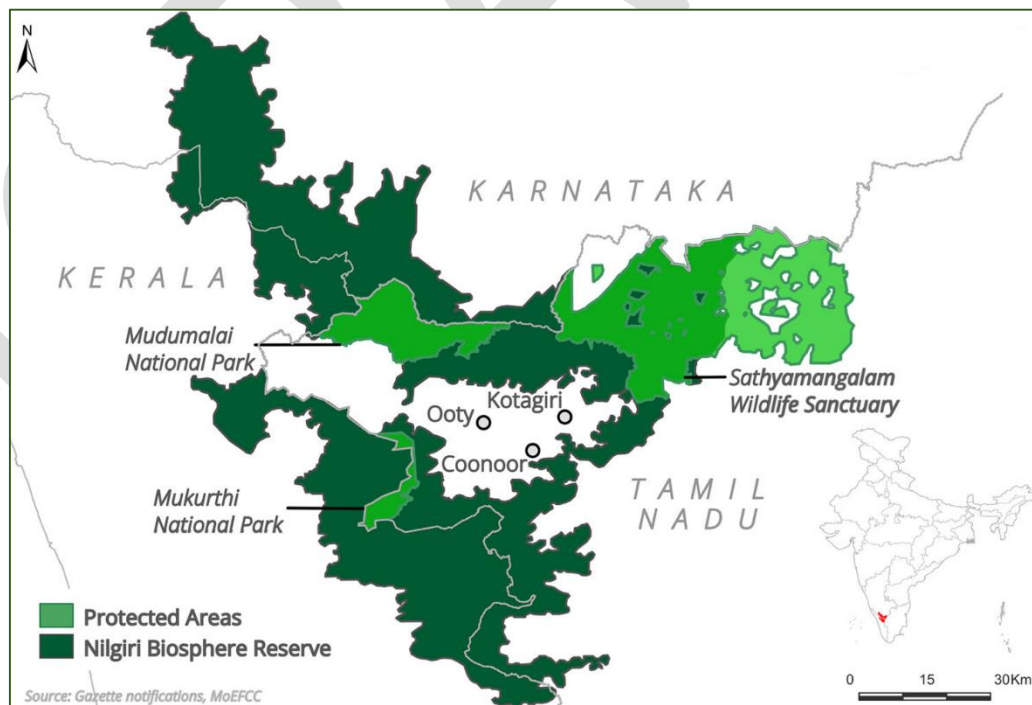 N
KARNATAKA
KERALA
Mudumalai
National Park
Kotagiri
Ooty
Sathyamangalam
Wildlife Sanctuary
Coonoor
TAMIL
NADU
Mukurthi
National Park
Protected Areas
Nilgiri Biosphere Reserve
0 15 30Km
Source: Gazette notifications, MoEFCC